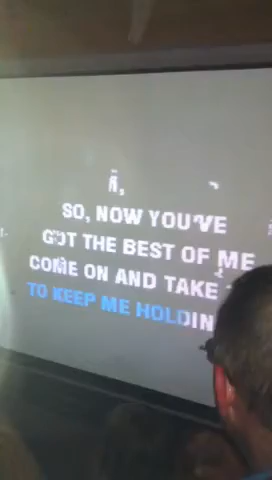 SO, NOW YOU'VE
GOT THE BEST OF ME
COME ON AND TAKE
TO KEEP ME HOLDIN